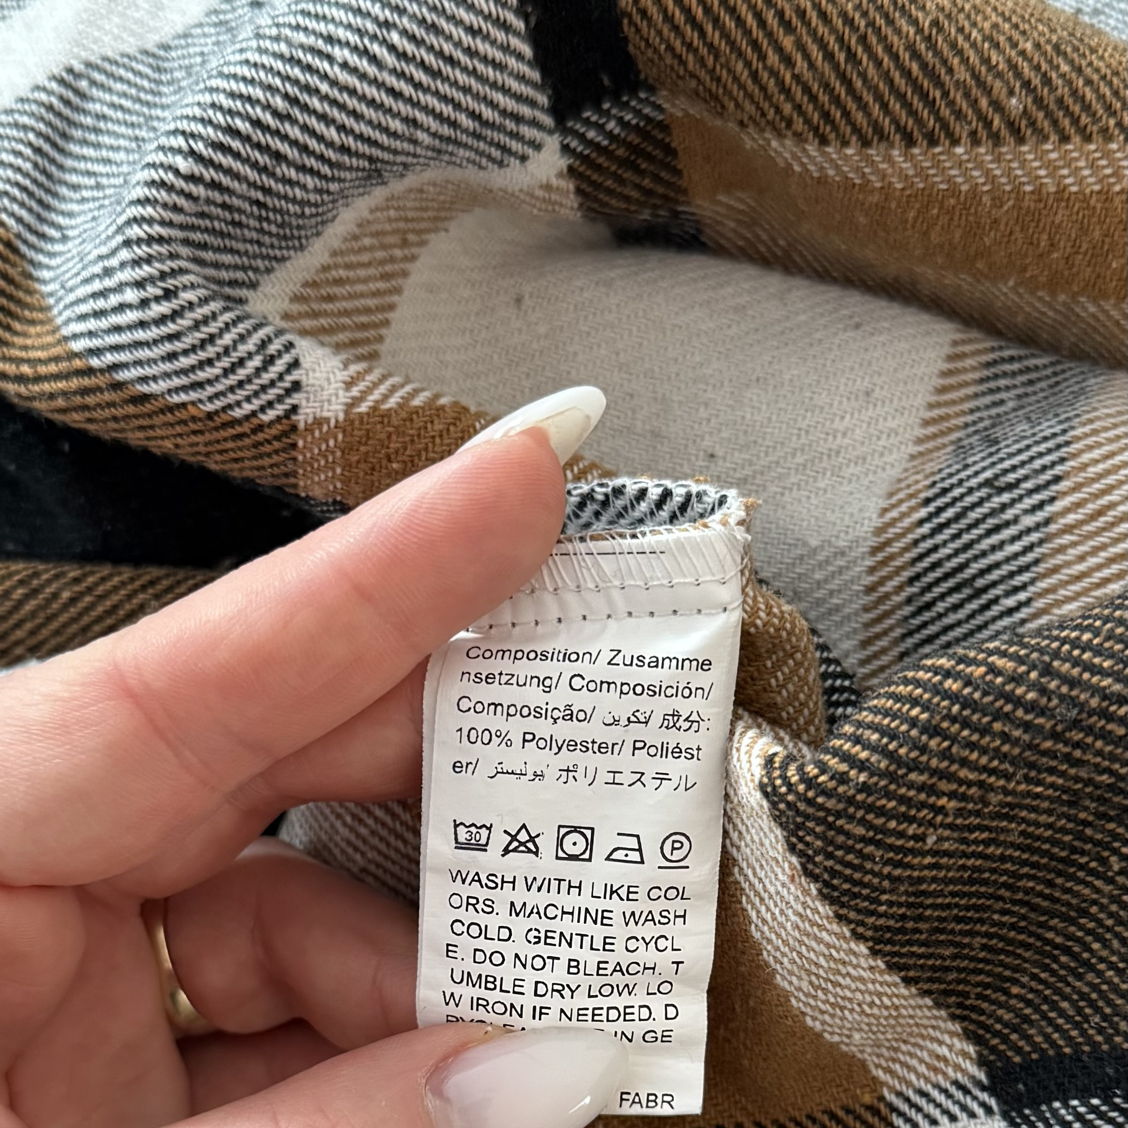 Composition/ Zusamme
nsetzung/ Composición/
Composição/ تكوين/ 成分:
100% Polyester/ Poliést
er/ بوليستر/ ポリエステル
30
P
WASH WITH LIKE COL
ORS. MACHINE WASH
COLD. GENTLE CYCL
E. DO NOT BLEACH. T
UMBLE DRY LOW. LO
W IRON IF NEEDED. D
IN GE
FABR